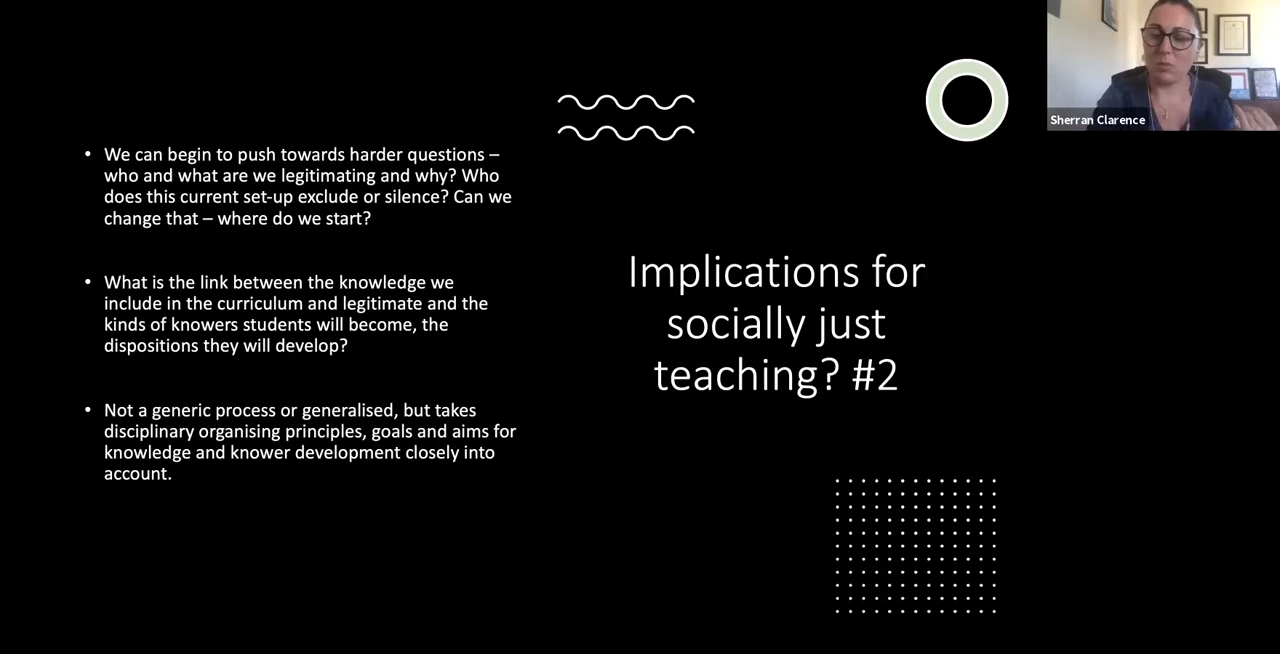 • We can begin to push towards harder questions –
who and what are we legitimating and why? Who
does this current set-up exclude or silence? Can we
change that – where do we start?
• What is the link between the knowledge we
include in the curriculum and legitimate and the
kinds of knowers students will become, the
dispositions they will develop?
• Not a generic process or generalised, but takes
disciplinary organising principles, goals and aims for
knowledge and knower development closely into
account.
Implications for
socially just
teaching? #2
Sherran Clarence